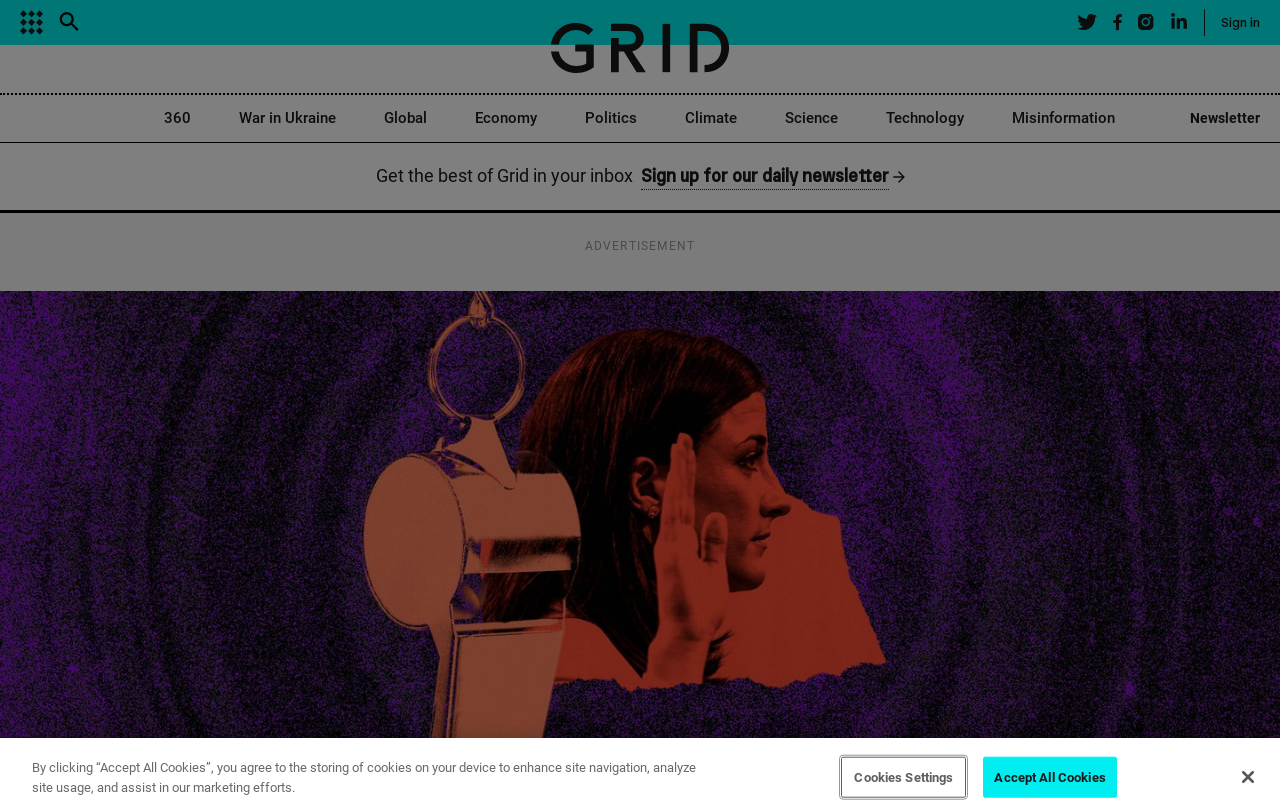 GRID
Sign in
360 War in Ukraine Global Economy Politics Climate Science Technology Misinformation Newsletter
Get the best of Grid in your inbox Sign up for our daily newsletter
ADVERTISEMENT
By clicking “Accept All Cookies”, you agree to the storing of cookies on your device to enhance site navigation, analyze
site usage, and assist in our marketing efforts.
Cookies Settings
Accept All Cookies